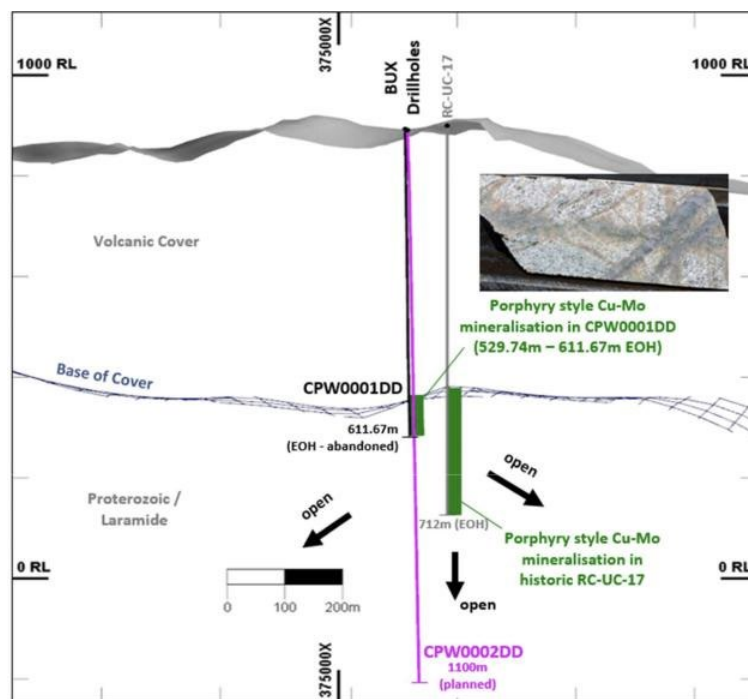 375000X
BUX
Drillholes
RC-UC-17
1000 RL
1000 RL
Volcanic Cover
Porphyry style Cu-Mo
mineralisation in CPW0001DD
(529.74m – 611.67m EOH)
Base of Cover
CPW0001DD
611.67m
(EOH - abandoned)
open
Proterozoic /
Laramide
open
712m (EOH)
Porphyry style Cu-Mo
mineralisation in
historic RC-UC-17
0 RL
0 RL
0
100
200m
open
CPW0002DD
1100m
(planned)
375000X